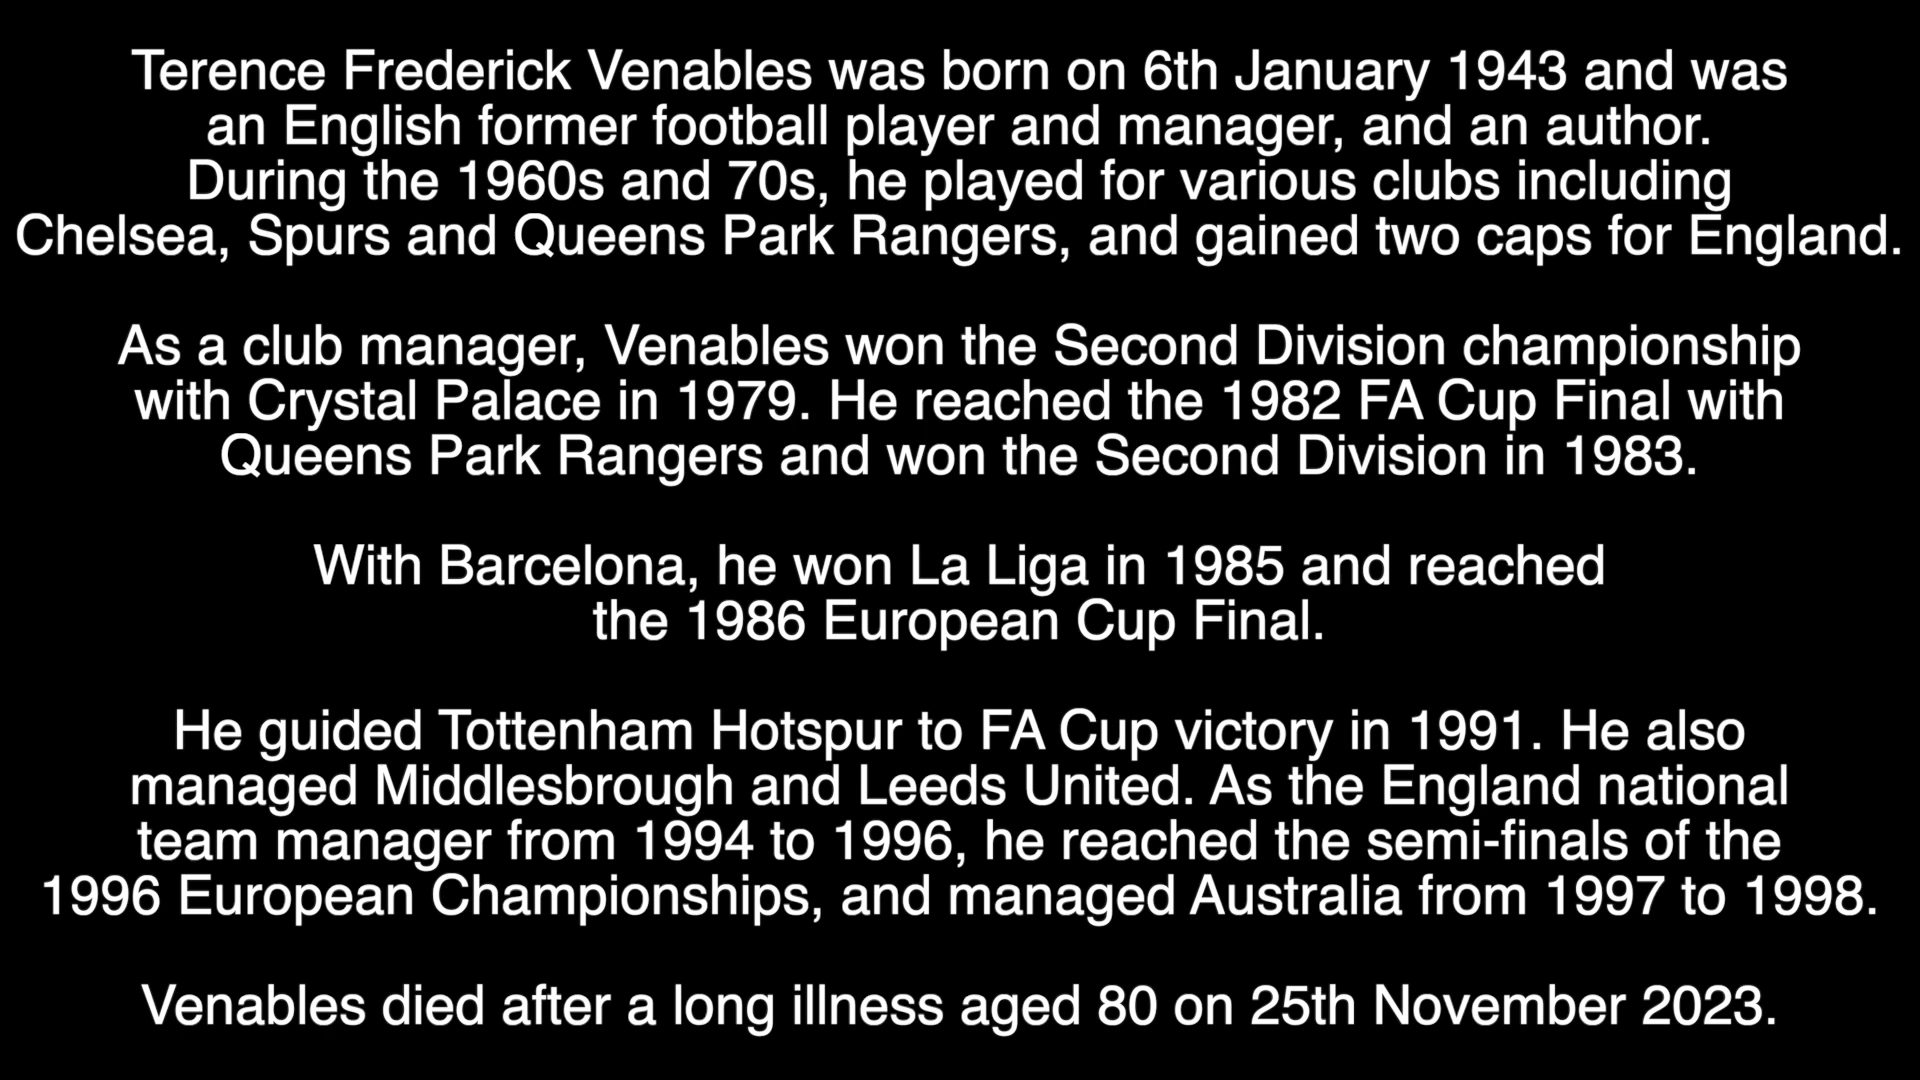 Terence Frederick Venables was born on 6th January 1943 and was
an English former football player and manager, and an author.
During the 1960s and 70s, he played for various clubs including
Chelsea, Spurs and Queens Park Rangers, and gained two caps for England.
As a club manager, Venables won the Second Division championship
with Crystal Palace in 1979. He reached the 1982 FA Cup Final with
Queens Park Rangers and won the Second Division in 1983.
With Barcelona, he won La Liga in 1985 and reached
the 1986 European Cup Final.
He guided Tottenham Hotspur to FA Cup victory in 1991. He also
managed Middlesbrough and Leeds United. As the England national
team manager from 1994 to 1996, he reached the semi-finals of the
1996 European Championships, and managed Australia from 1997 to 1998.
Venables died after a long illness aged 80 on 25th November 2023.